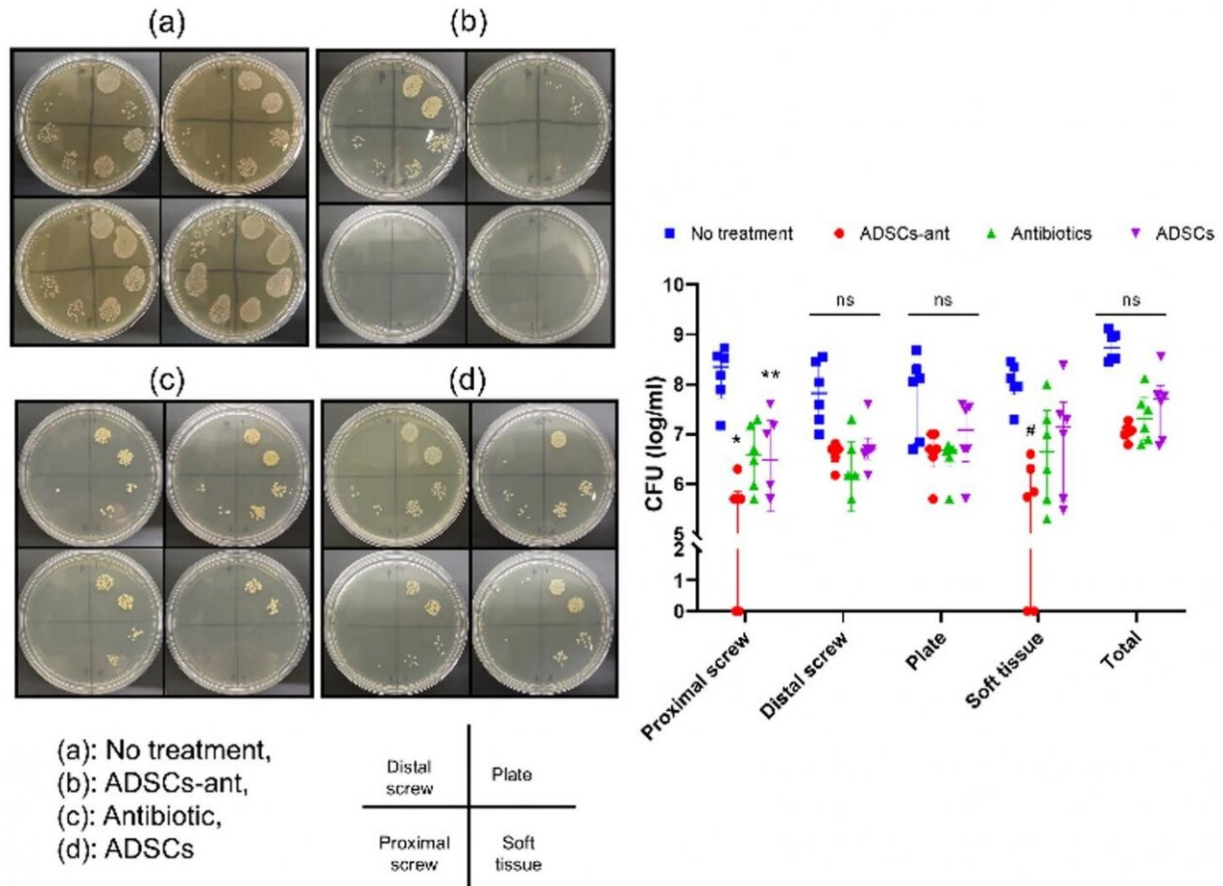 (a)
(b)
(c)
(d)
(a): No treatment,
(b): ADSCs-ant,
(c): Antibiotic,
(d): ADSCs
Distal
screw
Plate
Proximal
screw
Soft
tissue
No treatment ADSCs-ant Antibiotics ADSCs
CFU (log/ml)
10
9
8
7
6
5
2
1
0
ns
ns
ns
*
**
#
Proximal screw
Distal screw
Plate
Soft tissue
Total